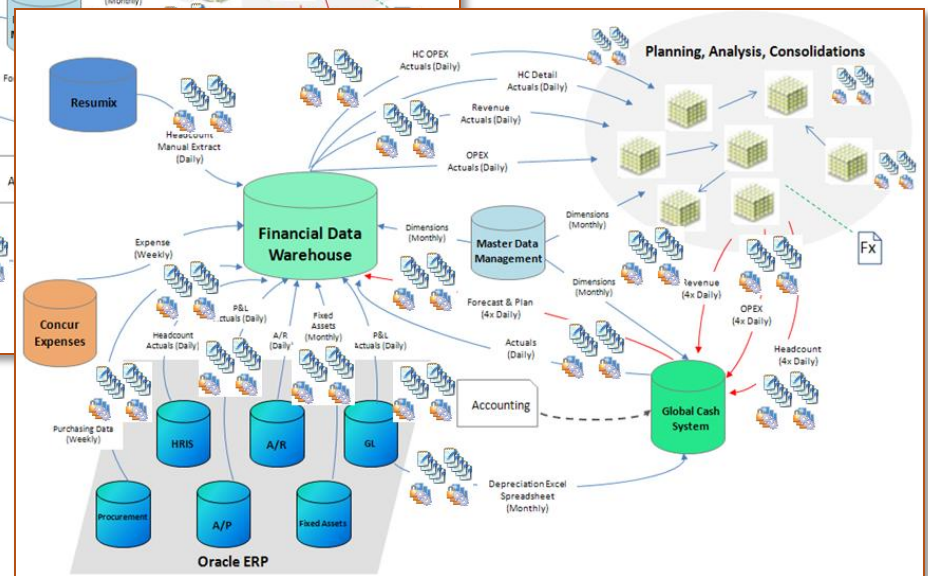 (Monthly)
Fo
A
Planning, Analysis, Consolidations
HC OPEX
Actuals (Daily)
HC Detail
Actuals (Daily)
Revenue
Actuals (Daily)
OPEX
Actuals (Daily)
Resumix
Headcount
Manual Extract
(Daily)
Financial Data
Warehouse
Dimensions
(Monthly)
Master Data
Management
Dimensions
(Monthly)
Dimensions
(Monthly)
Fx
Expense
(Weekly)
Concur
Expenses
Forecast & Plan
(4x Daily)
Revenue
(4x Daily)
OPEX
(4x Daily)
Headcount
(4x Daily)
Actuals
(Daily)
Headcount
Actuals (Daily)
P&L
ctuals (Daily)
A/R
(Daily
Fixed
Assets
(Monthly)
P&L
Actuals (Daily)
Purchasing Data
(Weekly)
Accounting
Global Cash
System
HRIS
A/R
GL
Procurement
A/P
Fixed Assets
Depreciation Excel
Spreadsheet
(Monthly)
Oracle ERP